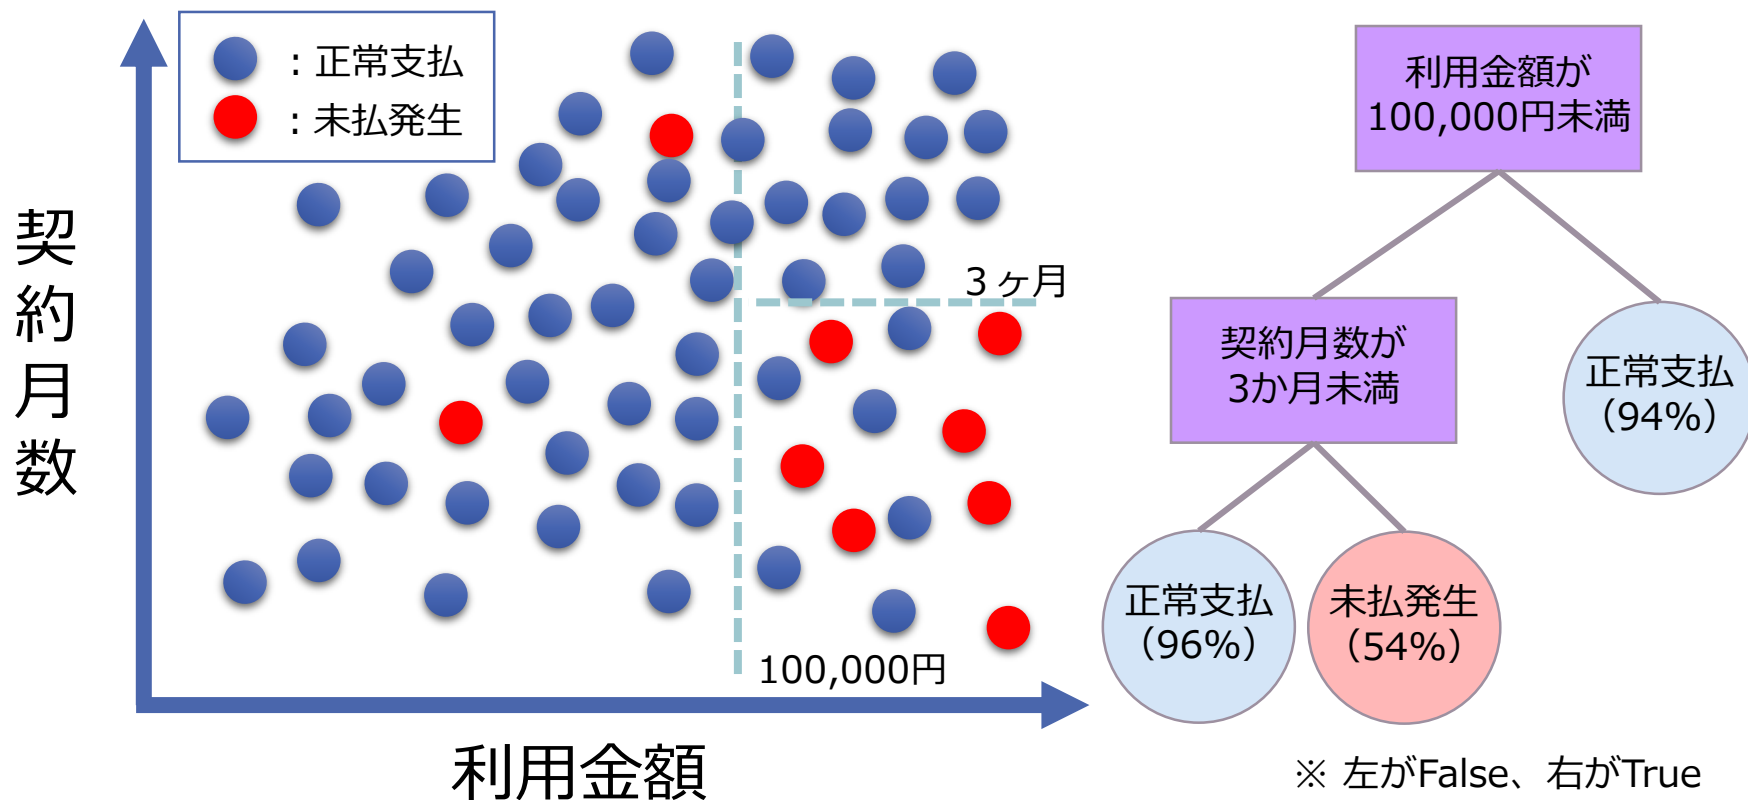 ：正常支払
：未払発生
契約月数
利用金額
100,000円
３ヶ月
利用金額が
100,000円未満
契約月数が
3か月未満
正常支払
（94%）
正常支払
（96%）
未払発生
（54%）
※ 左がFalse、右がTrue